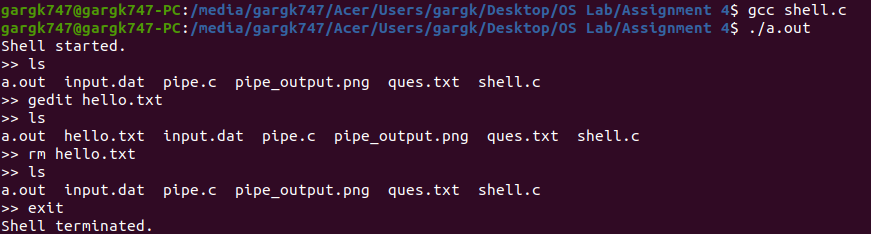 gargk747@gargk747-PC:/media/gargk747/Acer/Users/gargk/Desktop/OS Lab/Assignment 4$ gcc shell.c
gargk747@gargk747-PC:/media/gargk747/Acer/Users/gargk/Desktop/OS Lab/Assignment 4$ ./a.out
Shell started.
>> ls
a.out  input.dat  pipe.c  pipe_output.png  ques.txt  shell.c
>> gedit hello.txt
>> ls
a.out  hello.txt  input.dat  pipe.c  pipe_output.png  ques.txt  shell.c
>> rm hello.txt
>> ls
a.out  input.dat  pipe.c  pipe_output.png  ques.txt  shell.c
>> exit
Shell terminated.